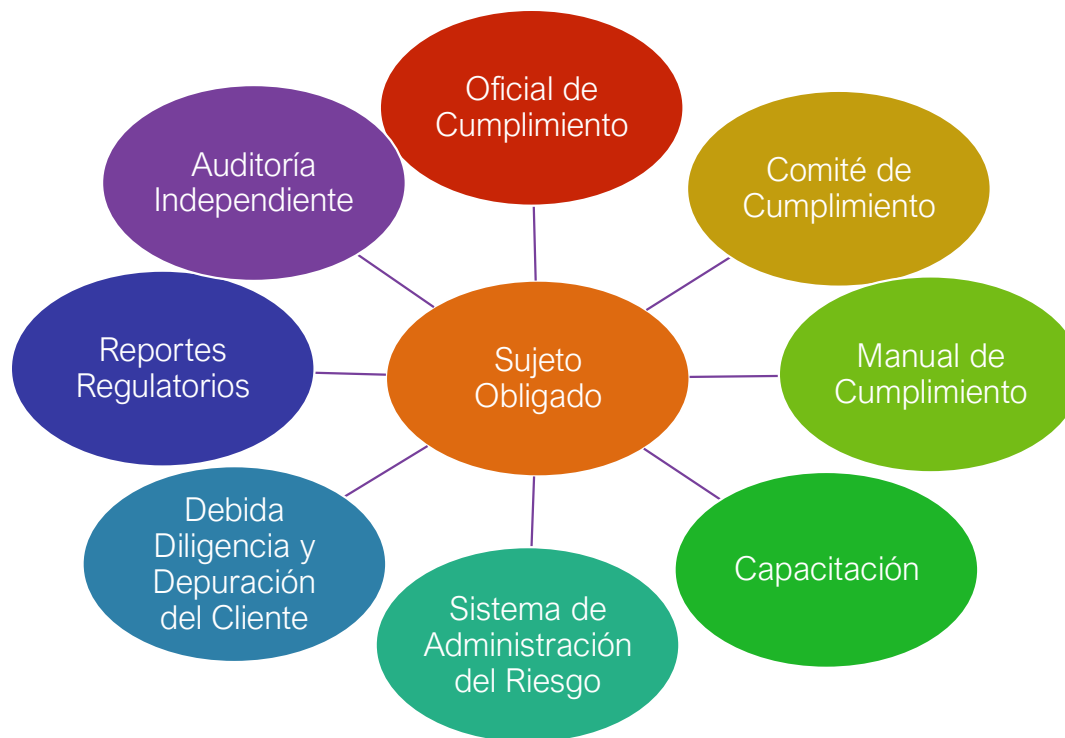 Oficial de
Cumplimiento
Comité de
Cumplimiento
Manual de
Cumplimiento
Capacitación
Sistema de
Administración
del Riesgo
Debida
Diligencia y
Depuración
del Cliente
Reportes
Regulatorios
Auditoría
Independiente
Sujeto
Obligado